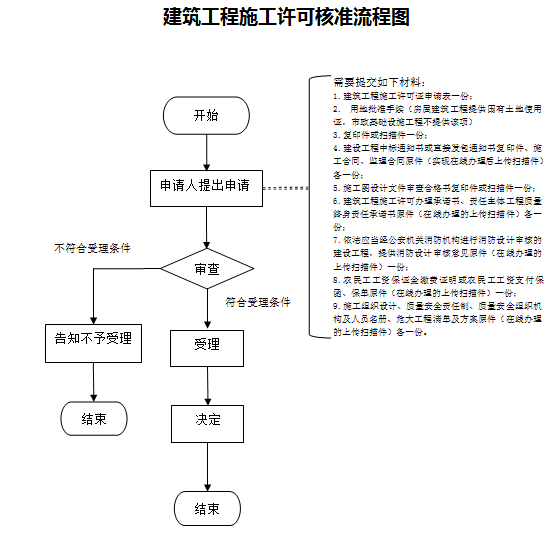 建筑工程施工许可核准流程图
需要提交如下材料：
1.建筑工程施工许可证申请表一份；
2. 用地批准手续（房屋建筑工程提供国有土地使用
证，市政基础设施工程不提供该项）
3.复印件或扫描件一份；
4.建设工程中标通知书或直接发包通知书复印件、施
工合同、监理合同原件（实现在线办理后上传扫描件）
各一份；
5.施工图设计文件审查合格书复印件或扫描件一份；
6.建筑工程施工许可办理承诺书、责任主体工程质量
终身责任承诺书原件（在线办理的上传扫描件）各一
份；
7.依法应当经公安机关消防机构进行消防设计审核的
建设工程，提供消防设计审核意见原件（在线办理的
上传扫描件）一份；
8.农民工工资保证金缴费证明或农民工工资支付保
函、保单原件（在线办理的上传扫描件）一份；
9.施工组织设计、质量安全责任制、质量安全组织机
构及人员名册、危大工程清单及方案原件（在线办理
的上传扫描件）各一份。
开始
申请人提出申请
不符合受理条件
审查
符合受理条件
告知不予受理
受理
结束
决定
结束